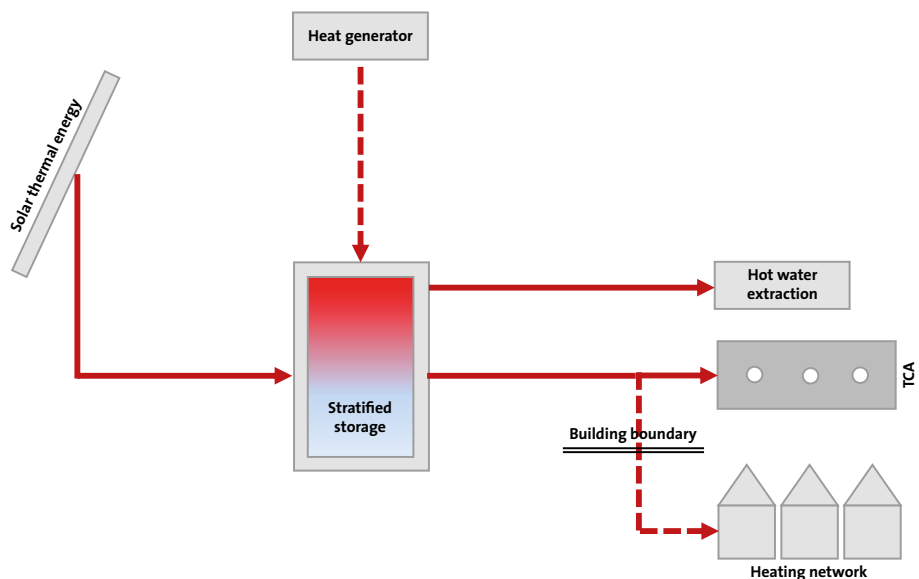 Heat generator
Solar thermal energy
Hot water
extraction
TCA
Stratified
storage
Building boundary
Heating network